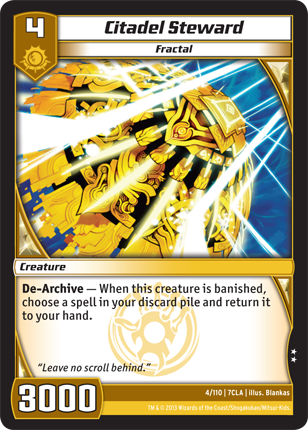 4
Citadel Steward
Fractal
Creature
De-Archive — When this creature is banished,
choose a spell in your discard pile and return it
to your hand.
"Leave no scroll behind."
3000
4/110 | 7CLA | illus. Blankas
TM & © 2013 Wizards of the Coast/Shogakukan/Mitsui-Kids